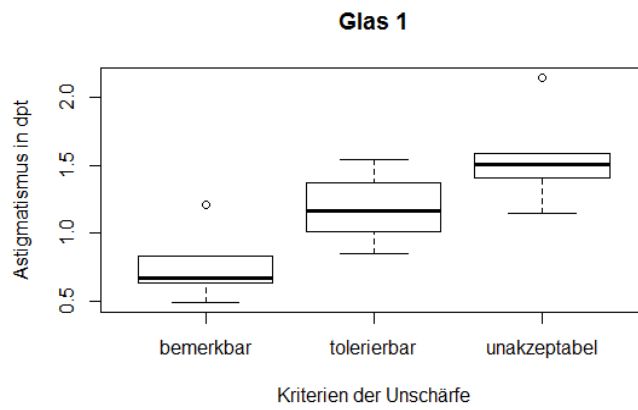 Glas 1
Astigmatismus in dpt
2.0
1.5
1.0
0.5
bemerkbar tolerierbar unakzeptabel
Kriterien der Unschärfe